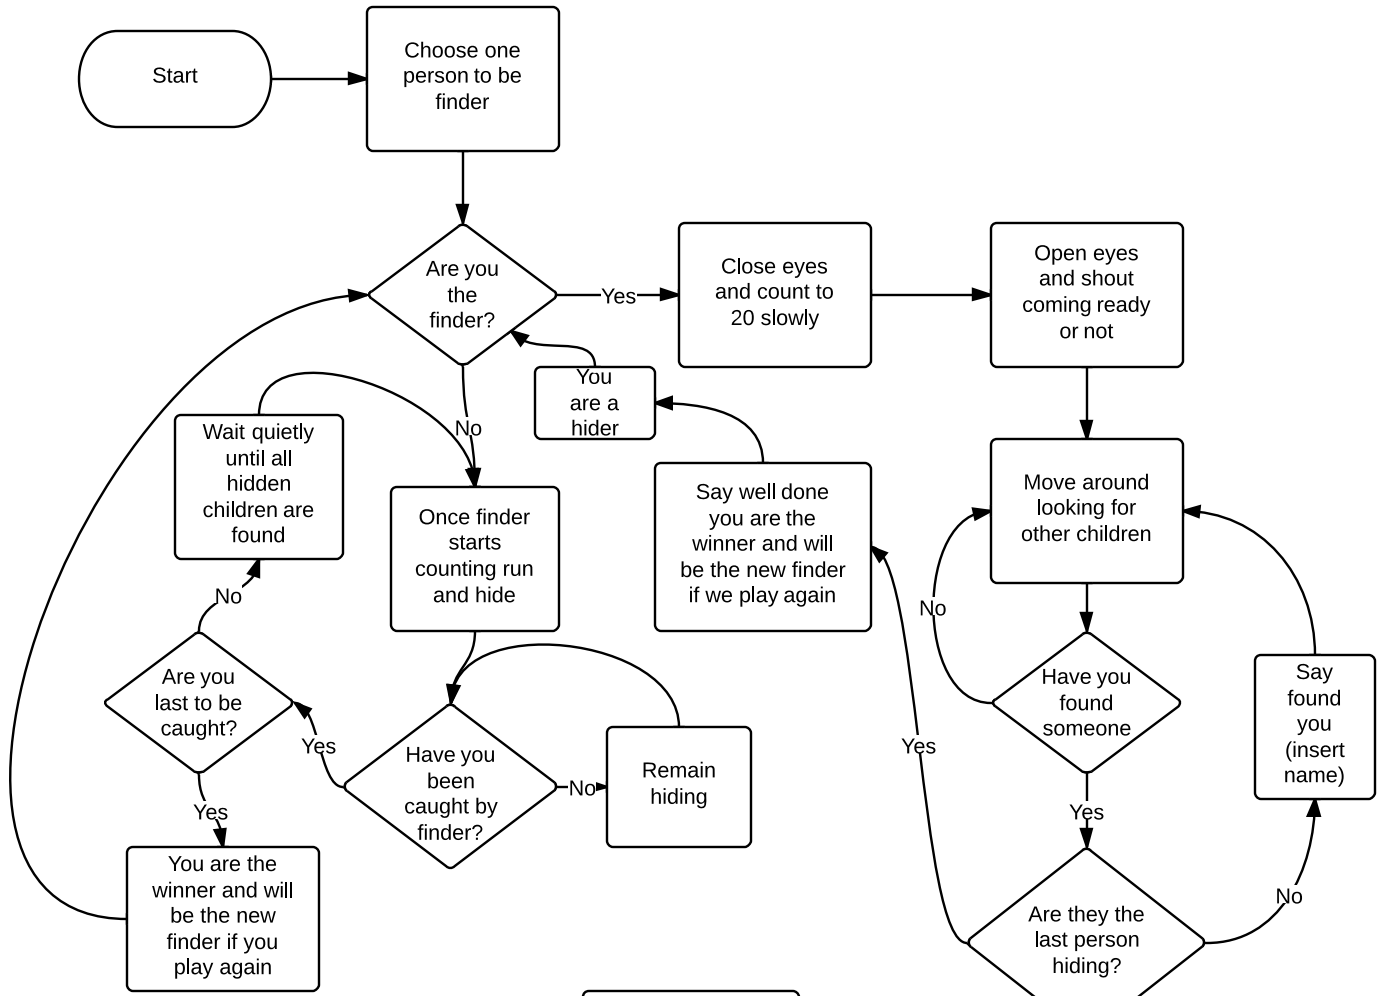 Start
Choose one
person to be
finder
Are you
the
finder?
Yes
Close eyes
and count to
20 slowly
Open eyes
and shout
coming ready
or not
You
are a
hider
No
Wait quietly
until all
hidden
children are
found
Once finder
starts
counting run
and hide
Say well done
you are the
winner and will
be the new finder
if we play again
Move around
looking for
other children
No
No
Are you
last to be
caught?
Yes
Have you
been
caught by
finder?
No
Remain
hiding
Yes
Have you
found
someone
Say
found
you
(insert
name)
Yes
Yes
You are the
winner and will
be the new
finder if you
play again
Are they the
last person
hiding?
No